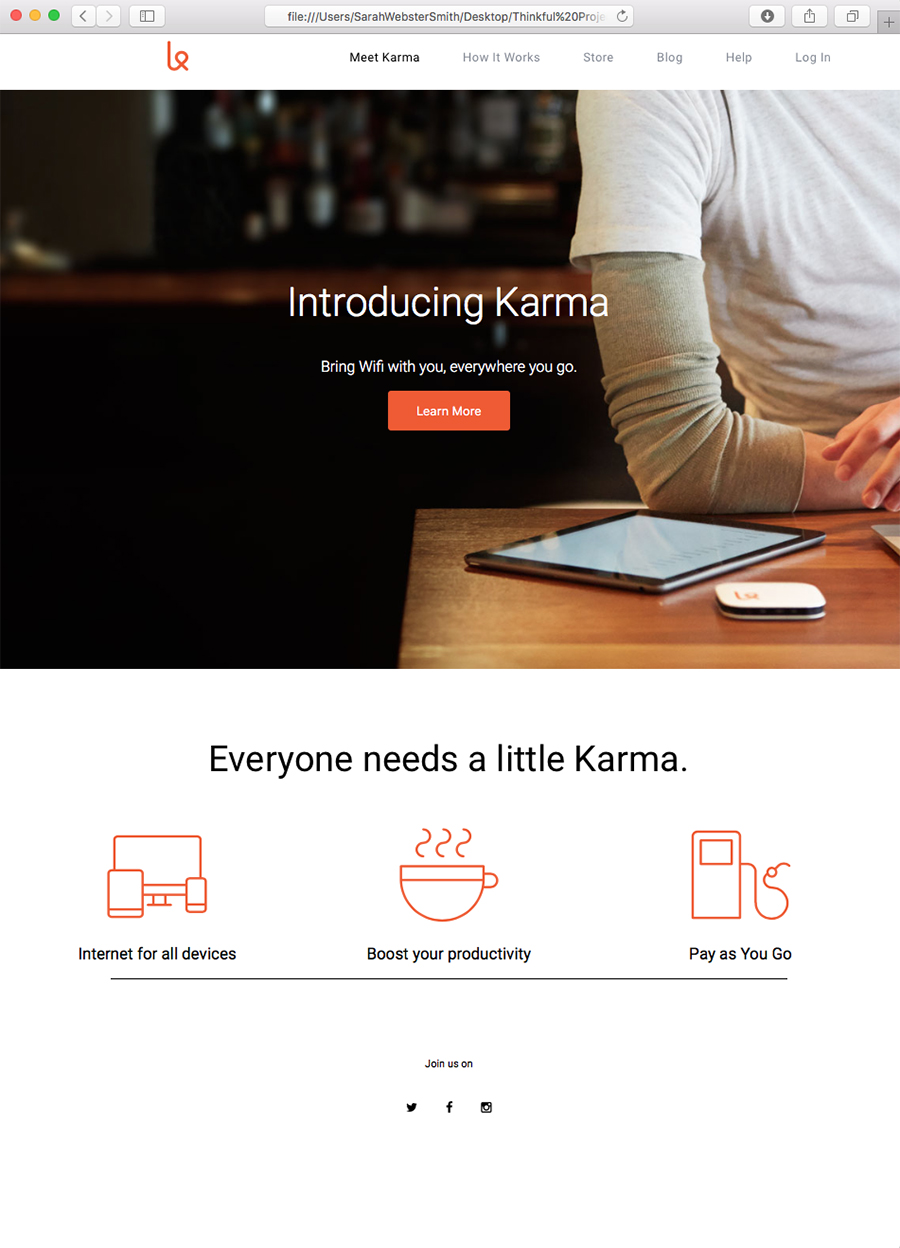 file:///Users/SarahWebsterSmith/Desktop/Thinkful%20Proje
Meet Karma How It Works Store Blog Help Log In
Introducing Karma
Bring Wifi with you, everywhere you go.
Learn More
Everyone needs a little Karma.
Internet for all devices Boost your productivity Pay as You Go
Join us on